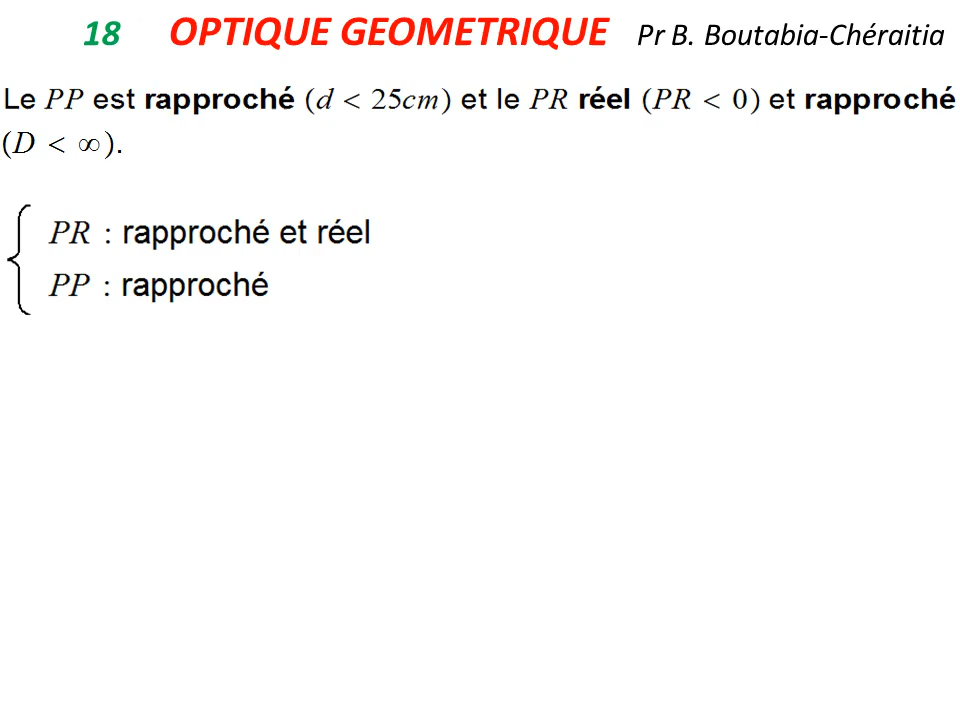 18 OPTIQUE GEOMETRIQUE Pr B. Boutabia-Chéraitia
Le PP est rapproché (d < 25cm) et le PR réel (PR < 0) et rapproché
(D < ∞).
PR : rapproché et réel
PP : rapproché